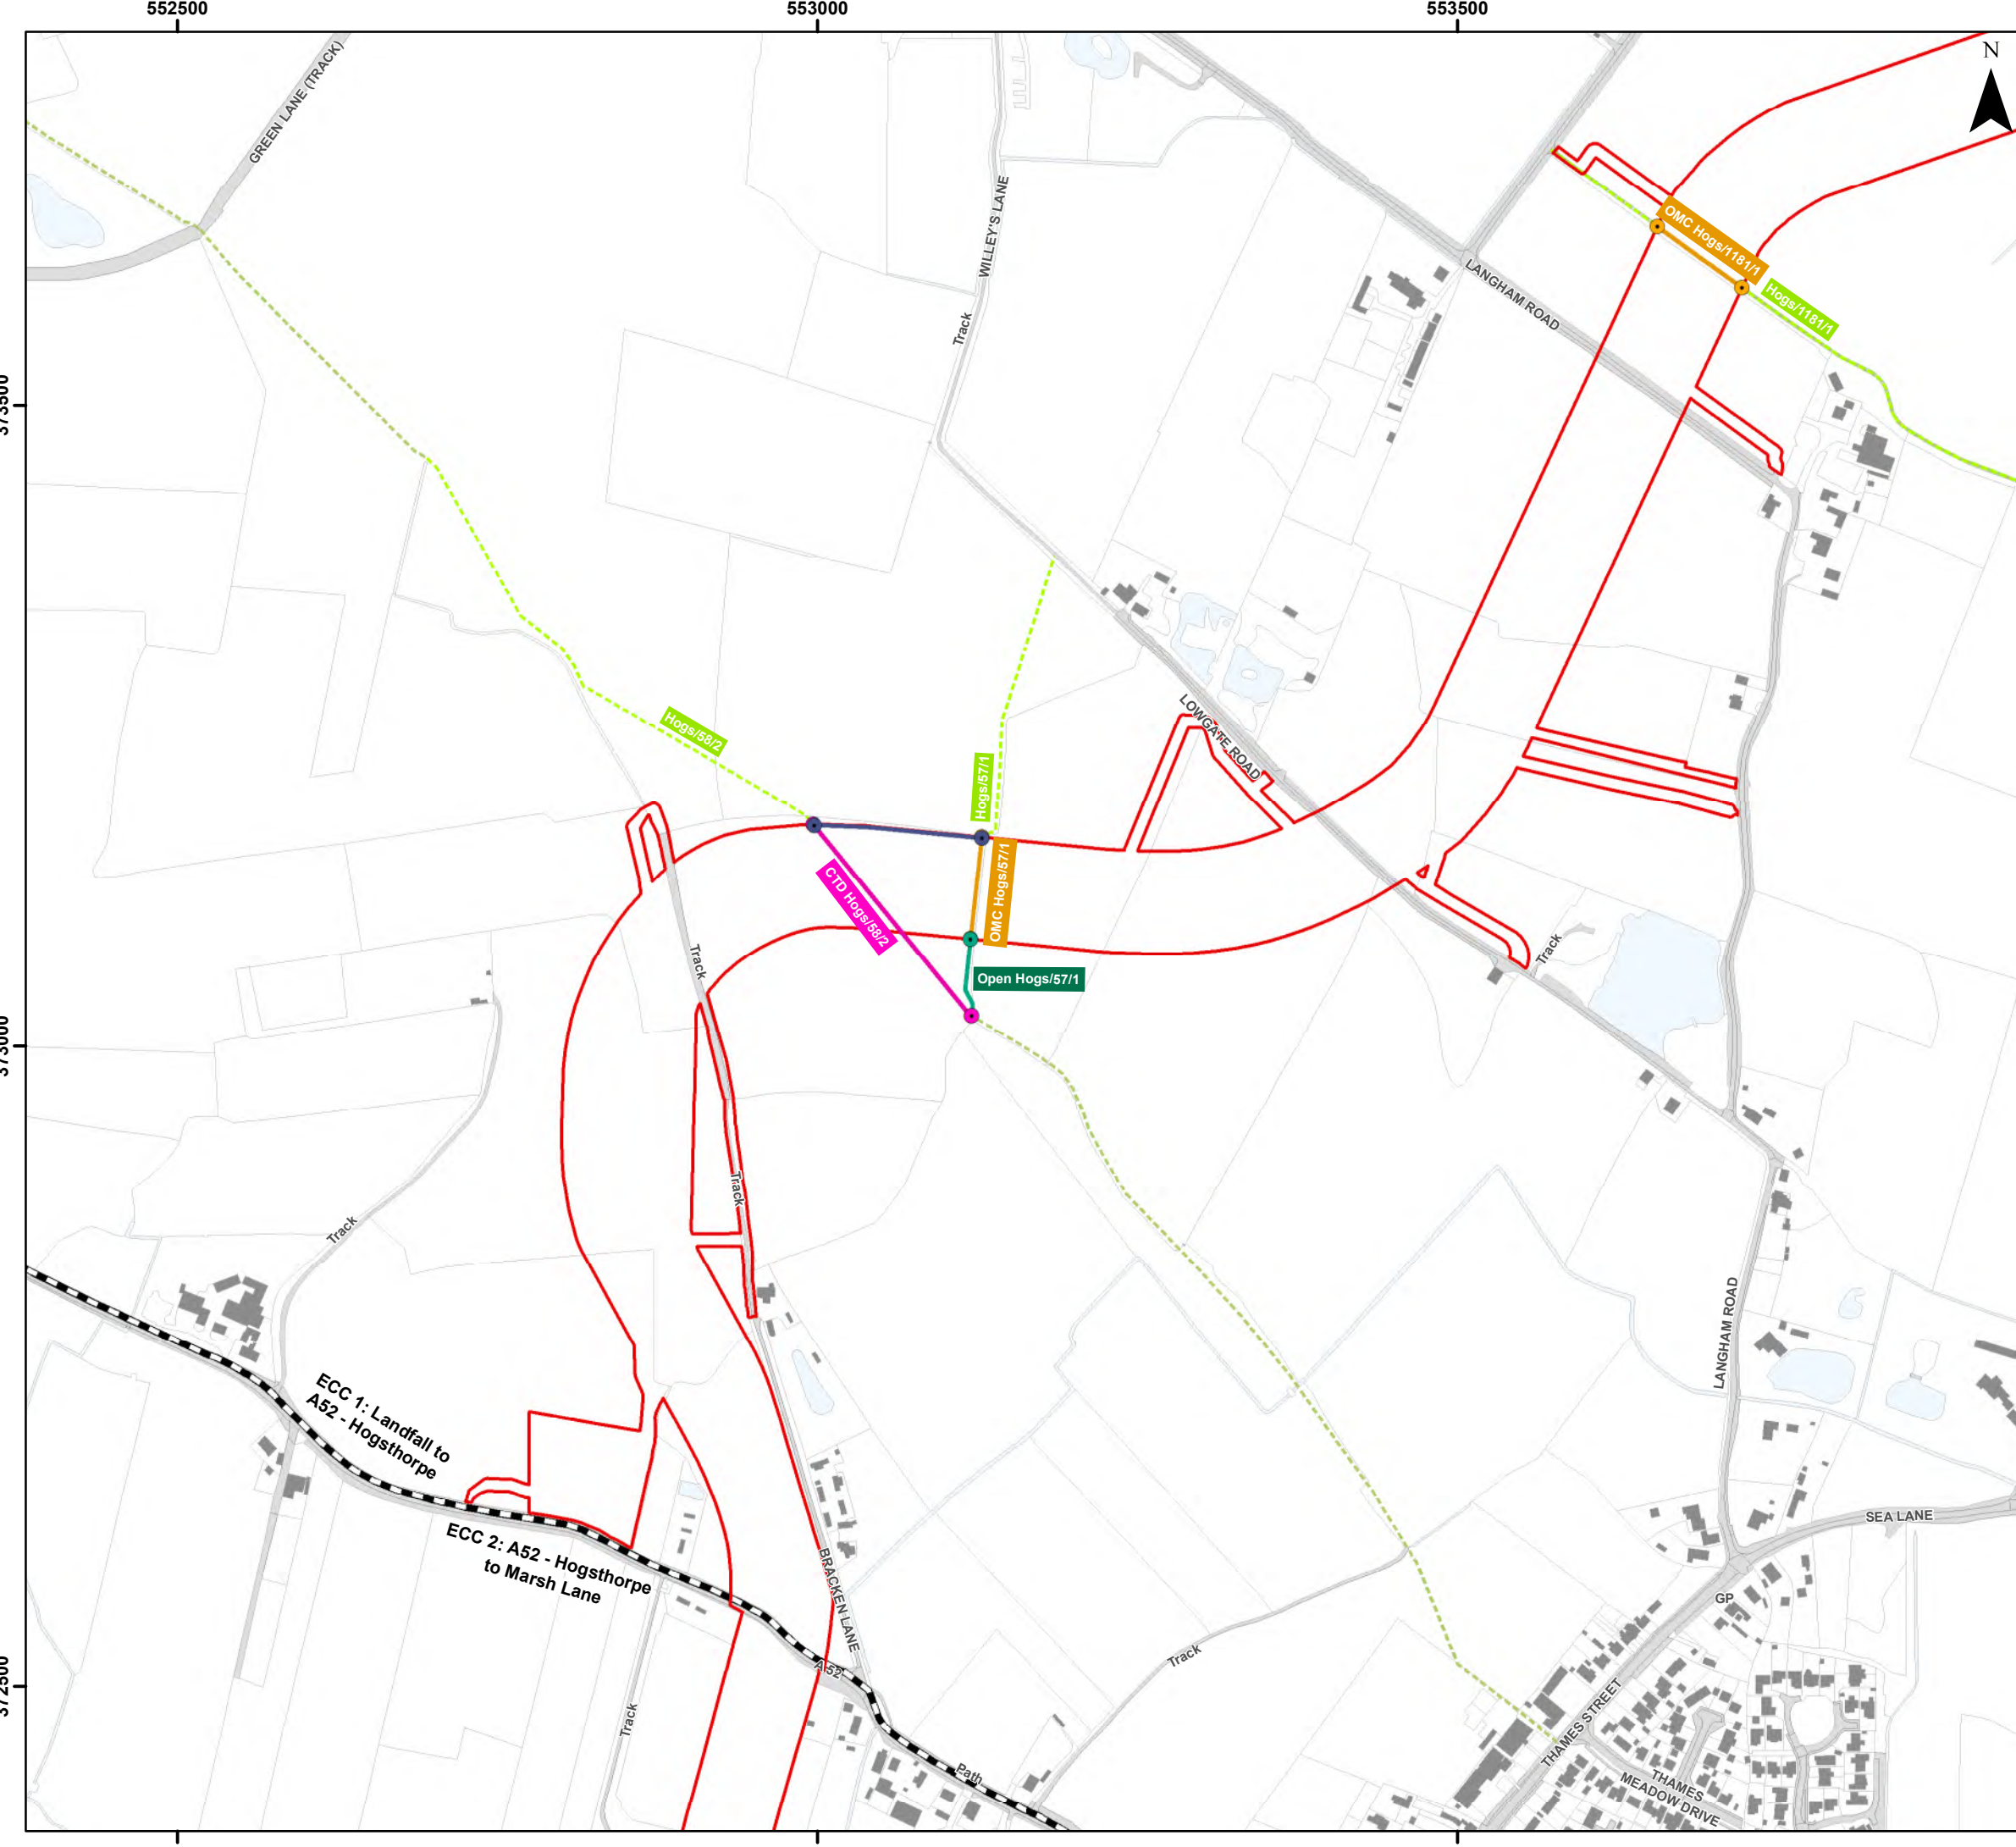 552500
553000
553500
N
GREEN LANE (TRACK)
WILLEY'S LANE
Track
LANGHAM ROAD
OMC Hogs/1181/1
Hogs/1181/1
373500
LOWGATE ROAD
Hogs/58/2
Hogs/57/1
CTD Hogs/58/2
OMC Hogs/57/1
Open Hogs/57/1
Track
Track
373000
Track
Track
LANGHAM ROAD
ECC 1: Landfall to
A52 - Hogsthorpe
ECC 2: A52 - Hogsthorpe
to Marsh Lane
BRACKEN LANE
A52
SEA LANE
GP
372500
Track
Track
Path
THAMES STREET
THAMES
MEADOW DRIVE